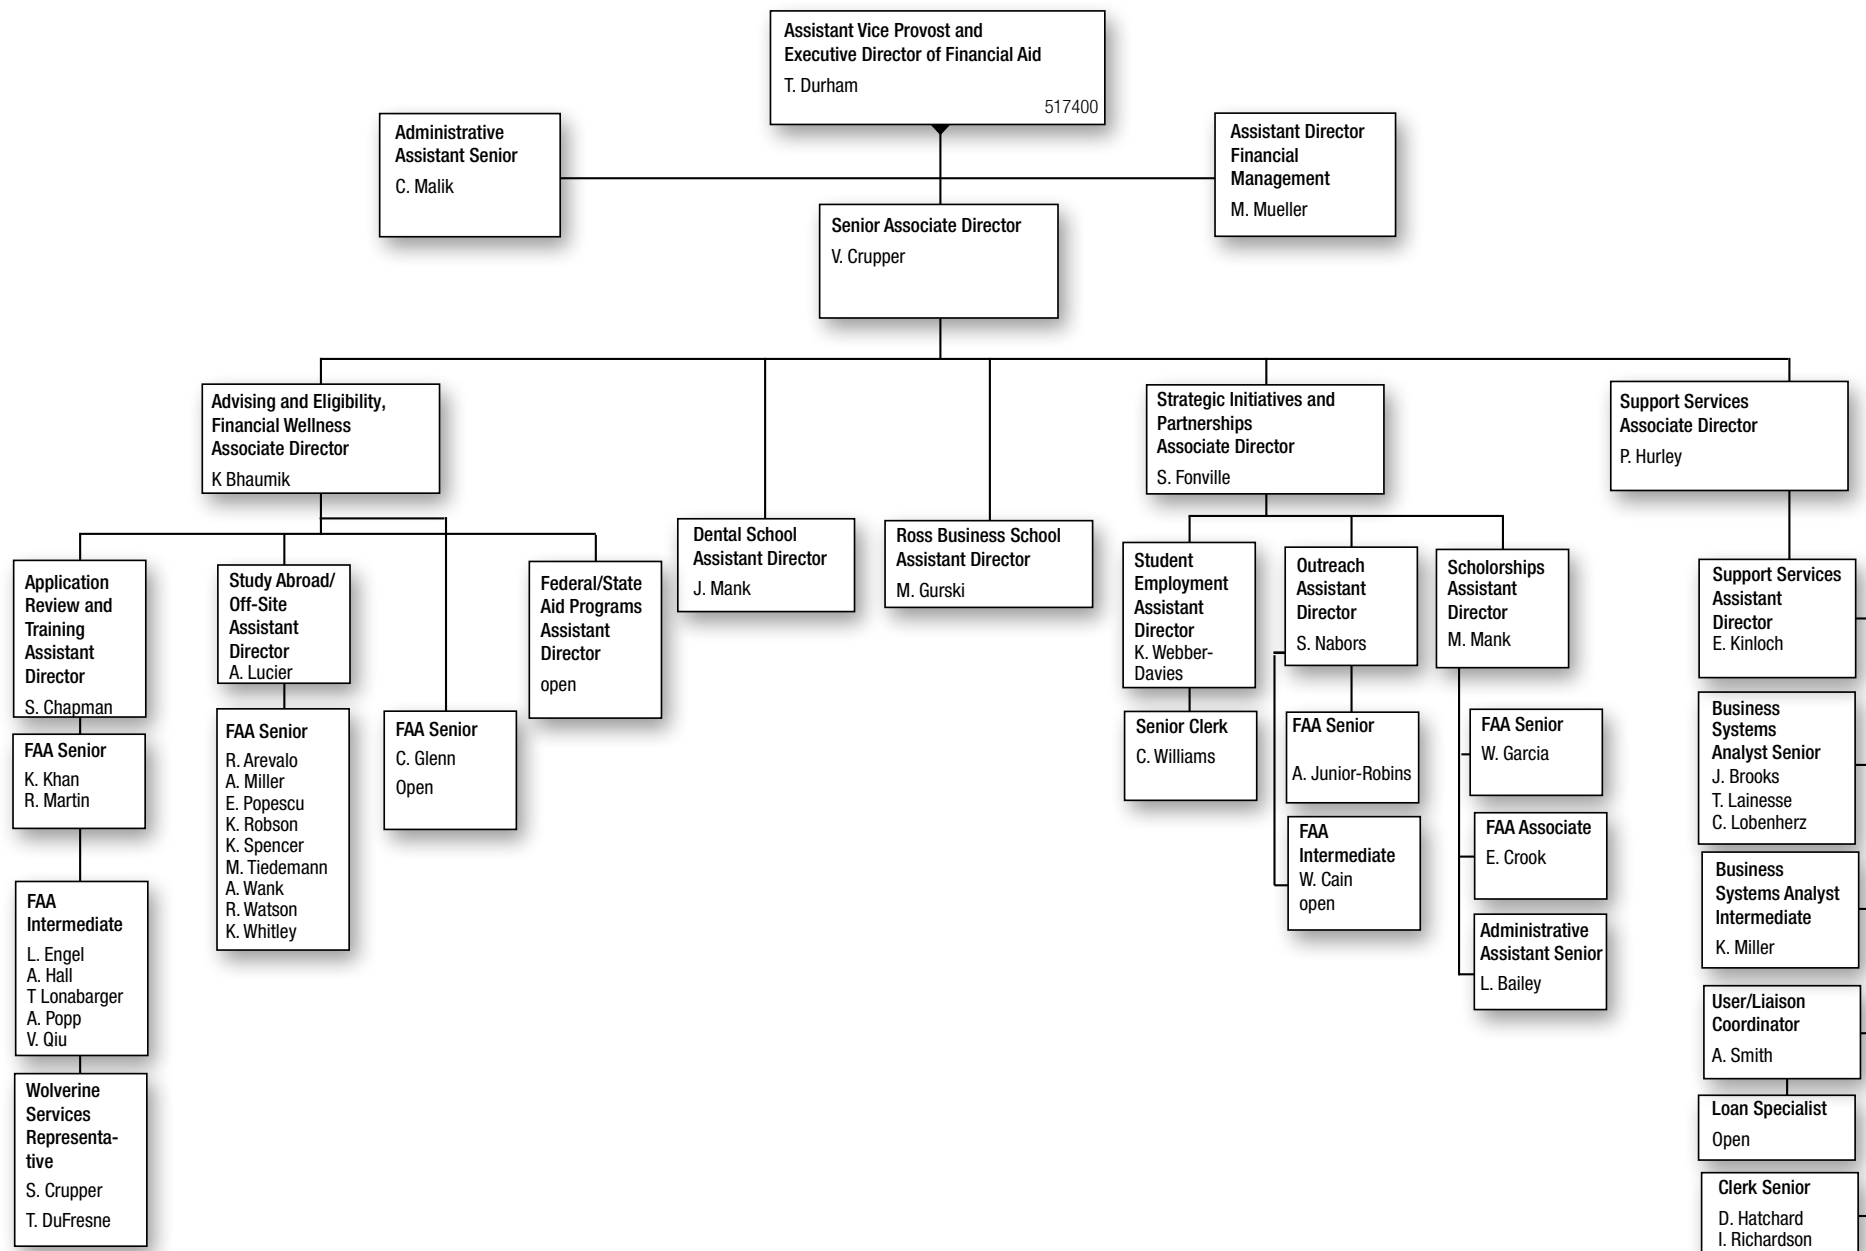 Assistant Vice Provost and
Executive Director of Financial Aid
T. Durham
517400
Administrative
Assistant Senior
C. Malik
Assistant Director
Financial
Management
M. Mueller
Senior Associate Director
V. Crupper
Advising and Eligibility,
Financial Wellness
Associate Director
K Bhaumik
Strategic Initiatives and
Partnerships
Associate Director
S. Fonville
Support Services
Associate Director
P. Hurley
Dental School
Assistant Director
J. Mank
Ross Business School
Assistant Director
M. Gurski
Application
Review and
Training
Assistant
Director
S. Chapman
Study Abroad/
Off-Site
Assistant
Director
A. Lucier
Federal/State
Aid Programs
Assistant
Director
open
Student
Employment
Assistant
Director
K. Webber-
Davies
Outreach
Assistant
Director
S. Nabors
Scholorships
Assistant
Director
M. Mank
Support Services
Assistant
Director
E. Kinloch
FAA Senior
K. Khan
R. Martin
FAA Senior
R. Arevalo
A. Miller
E. Popescu
K. Robson
K. Spencer
M. Tiedemann
A. Wank
R. Watson
K. Whitley
FAA Senior
C. Glenn
Open
Senior Clerk
C. Williams
FAA Senior
A. Junior-Robins
FAA Senior
W. Garcia
Business
Systems
Analyst Senior
J. Brooks
T. Lainesse
C. Lobenherz
FAA
Intermediate
W. Cain
open
FAA Associate
E. Crook
Business
Systems Analyst
Intermediate
K. Miller
FAA
Intermediate
L. Engel
A. Hall
T Lonabarger
A. Popp
V. Qiu
Administrative
Assistant Senior
L. Bailey
User/Liaison
Coordinator
A. Smith
Wolverine
Services
Representa-
tive
S. Crupper
T. DuFresne
Loan Specialist
Open
Clerk Senior
D. Hatchard
I. Richardson